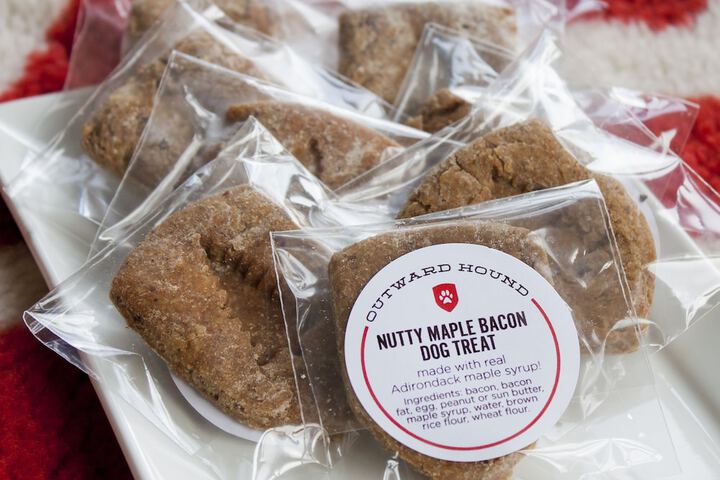 OUTWARD HOUND
NUTTY MAPLE BACON
DOG TREAT
made with real
Adirondack maple syrup!
Ingredients: bacon, bacon
fat, egg, peanut or sun butter,
maple syrup, water, brown
rice flour, wheat flour.